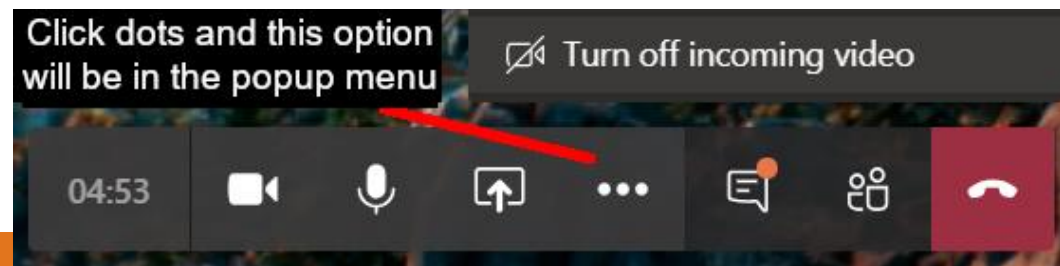 Click dots and this option
will be in the popup menu
Turn off incoming video
04:53